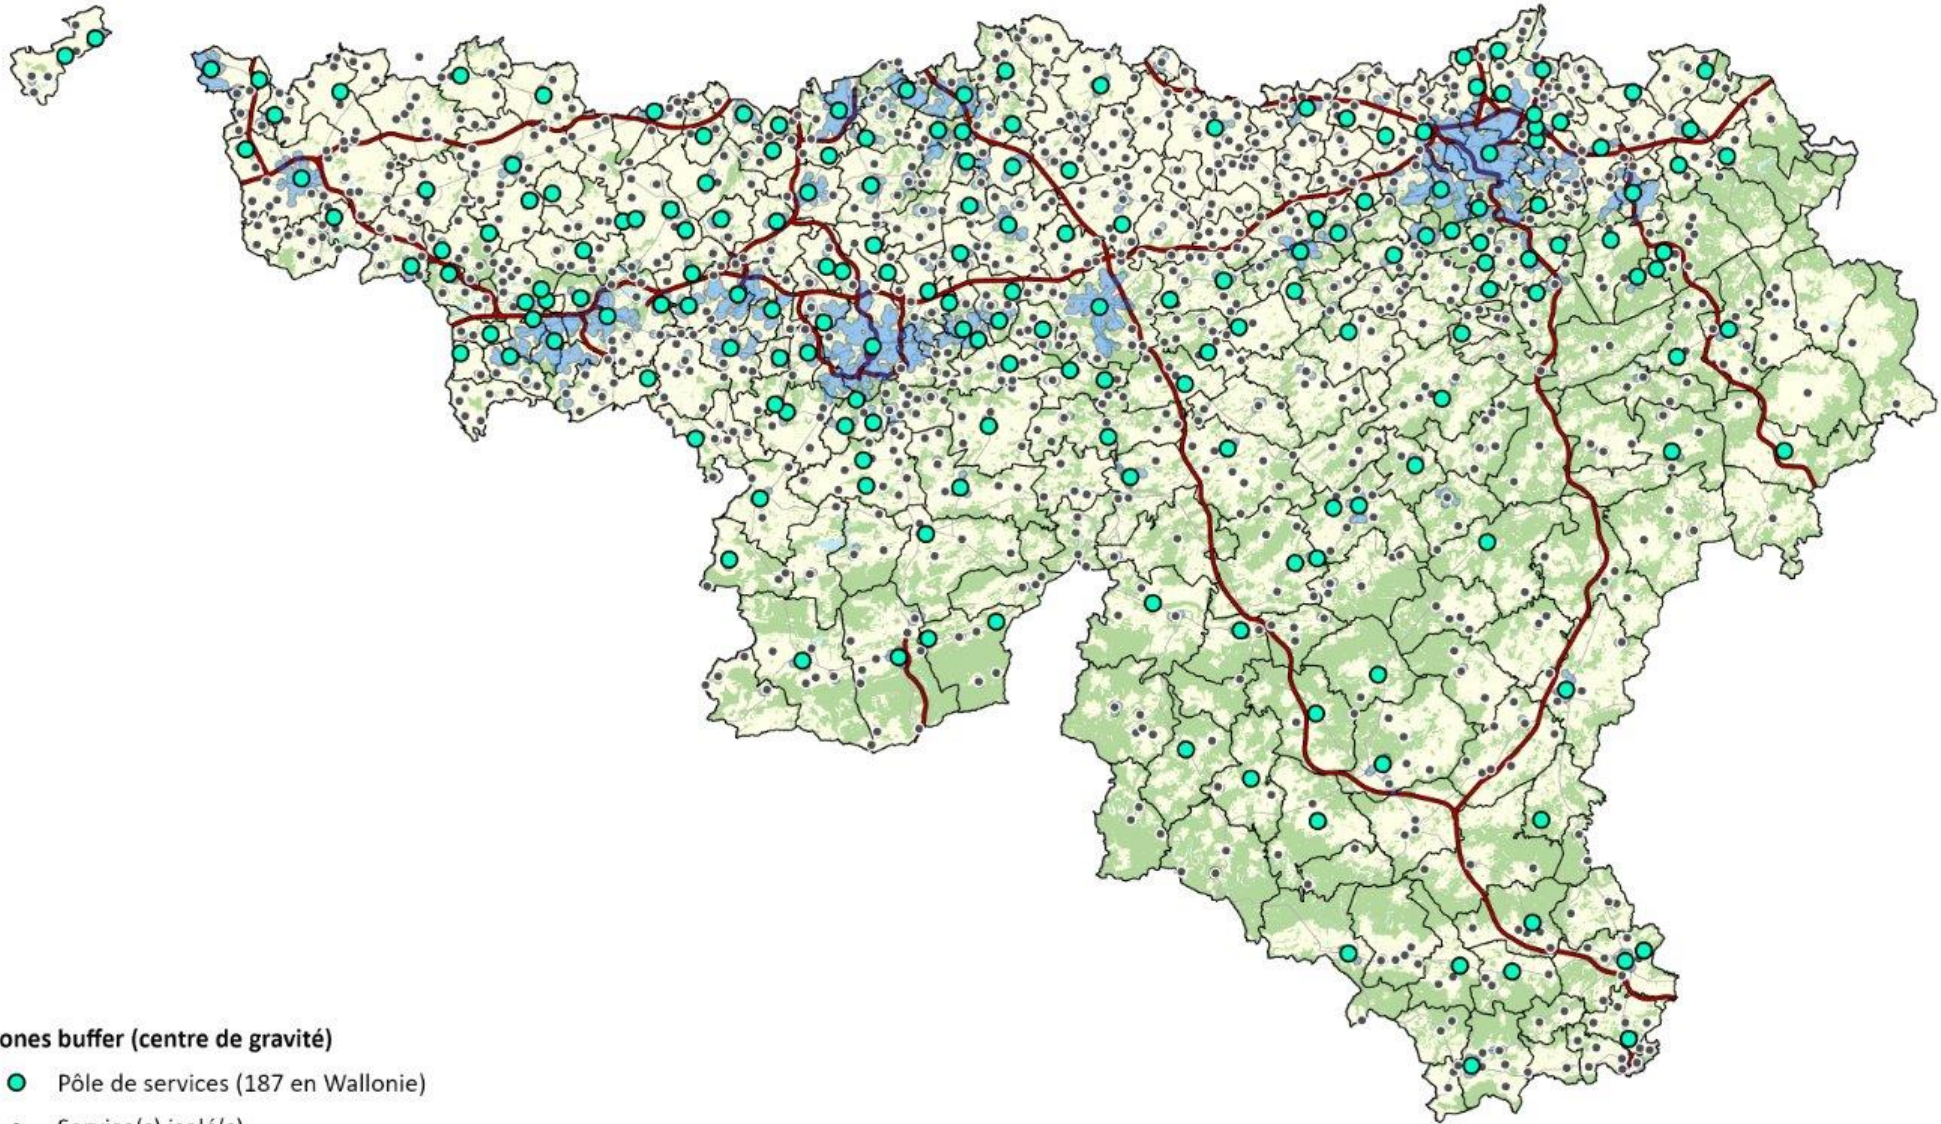 ones buffer (centre de gravité)
Pôle de services (187 en Wallonie)